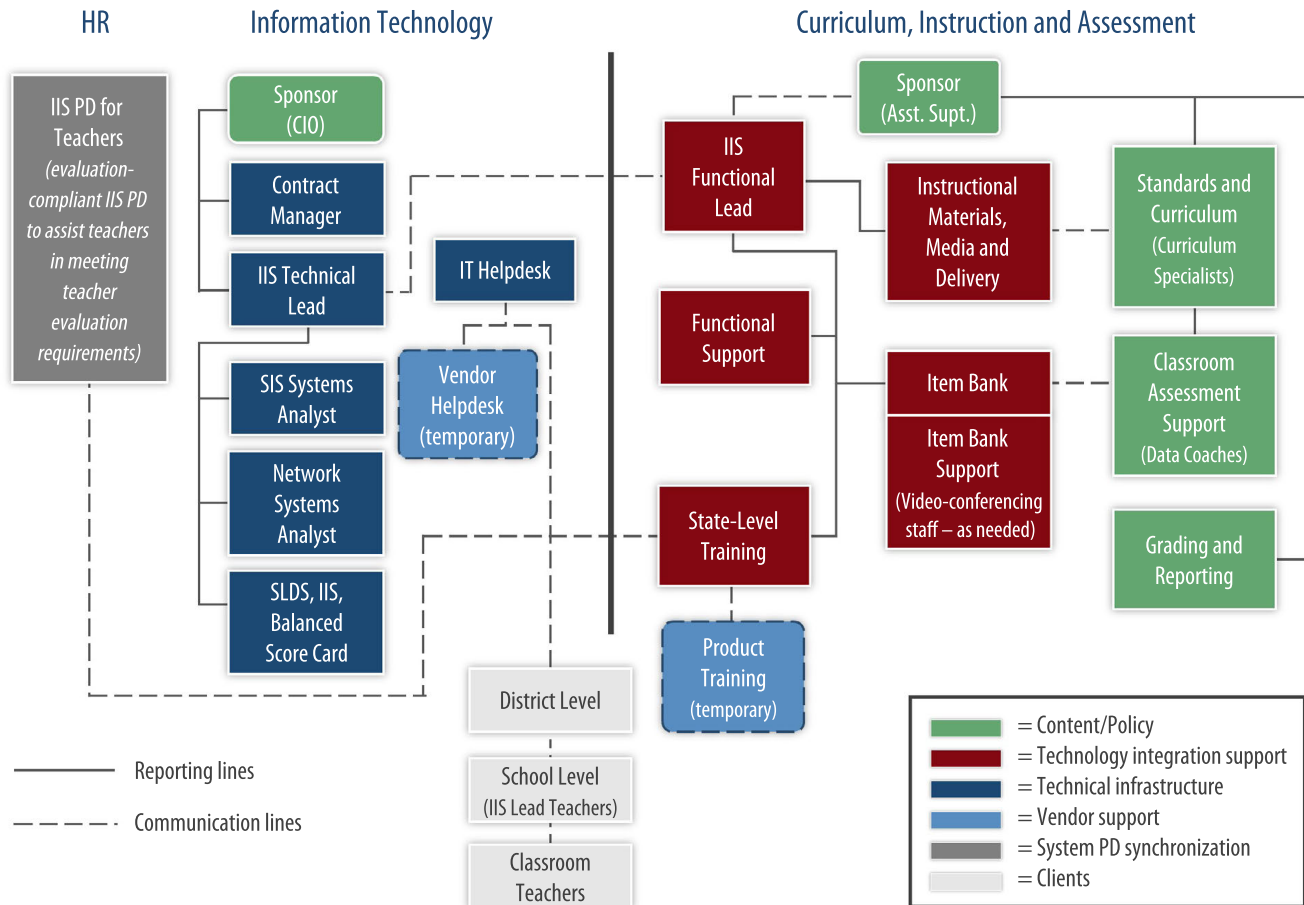 HR
Information Technology
Curriculum, Instruction and Assessment
IIS PD for
Teachers
(evaluation-
compliant IIS PD
to assist teachers
in meeting
teacher
evaluation
requirements)
Sponsor
(CIO)
Contract
Manager
IIS Technical
Lead
SIS Systems
Analyst
Network
Systems
Analyst
SLDS, IIS,
Balanced
Score Card
IT Helpdesk
Vendor
Helpdesk
(temporary)
District Level
School Level
(IIS Lead Teachers)
Classroom
Teachers
Sponsor
(Asst. Supt.)
IIS
Functional
Lead
Functional
Support
State-Level
Training
Product
Training
(temporary)
Instructional
Materials,
Media and
Delivery
Item Bank
Item Bank
Support
(Video-conferencing
staff – as needed)
Standards and
Curriculum
(Curriculum
Specialists)
Classroom
Assessment
Support
(Data Coaches)
Grading and
Reporting
Reporting lines
Communication lines
= Content/Policy
= Technology integration support
= Technical infrastructure
= Vendor support
= System PD synchronization
= Clients